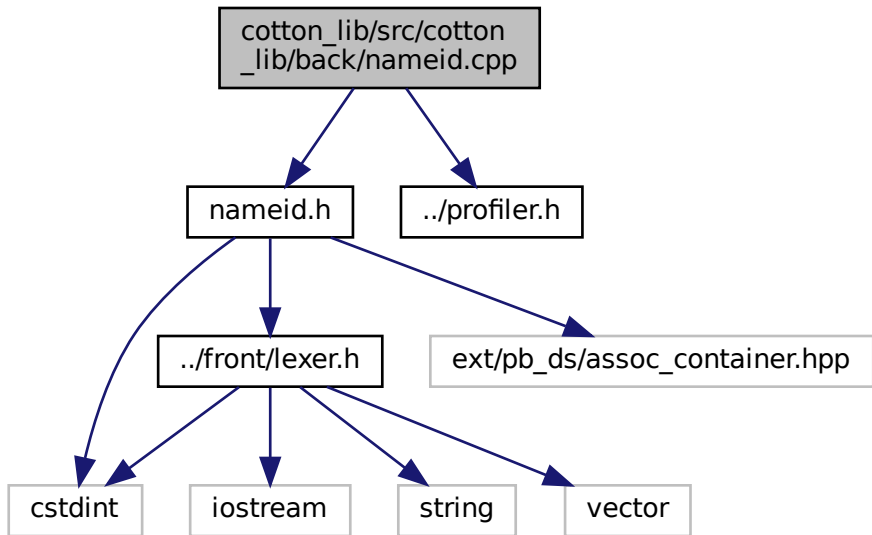 cotton_lib/src/cotton
_lib/back/nameid.cpp
nameid.h
../profiler.h
../front/lexer.h
ext/pb_ds/assoc_container.hpp
cstdint
iostream
string
vector